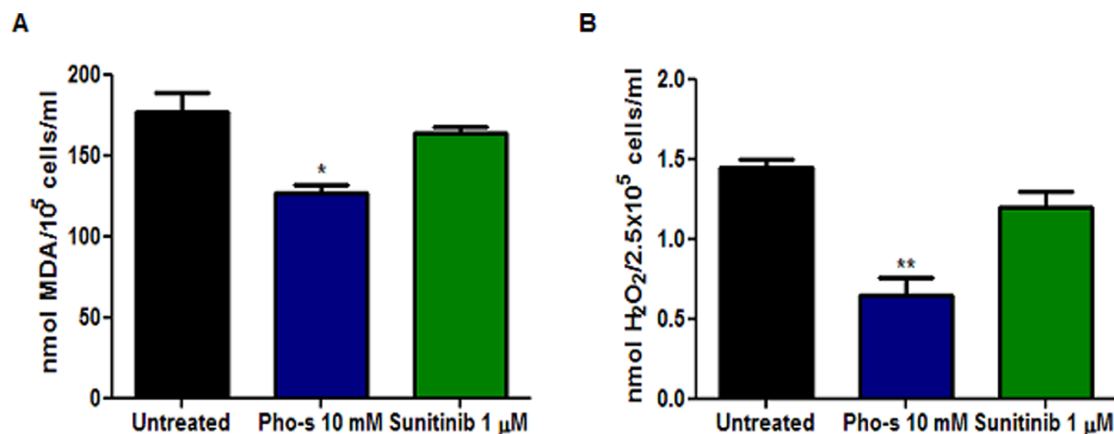 A
nmol MDA/10⁵ cells/ml
200
150
100
50
0
*
Untreated
Pho-s 10 mM
Sunitinib 1 μM
B
nmol H₂O₂/2.5x10⁵ cells/ml
2.0
1.5
1.0
0.5
0.0
**
Untreated
Pho-s 10 mM
Sunitinib 1 μM